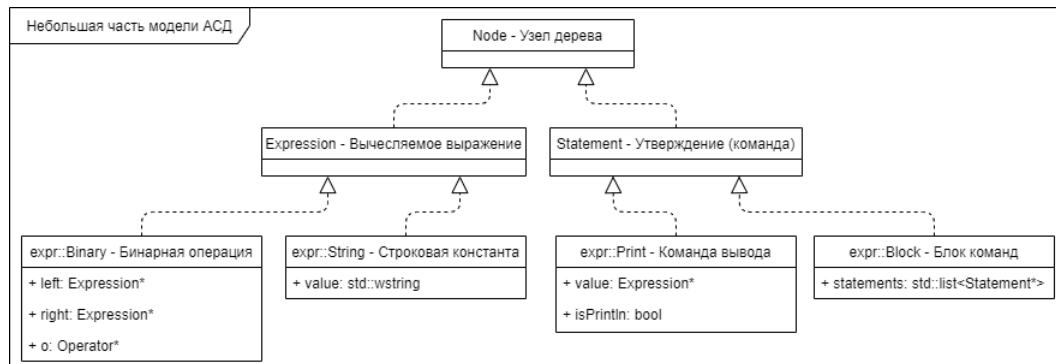 Небольшая часть модели АСД
Node - Узел дерева
Expression - Вычесляемое выражение
Statement - Утверждение (команда)
expr::Binary - Бинарная операция
+ left: Expression*
+ right: Expression*
+ o: Operator*
expr::String - Строковая константа
+ value: std::wstring
expr::Print - Команда вывода
+ value: Expression*
+ isPrintln: bool
expr::Block - Блок команд
+ statements: std::list<Statement*>